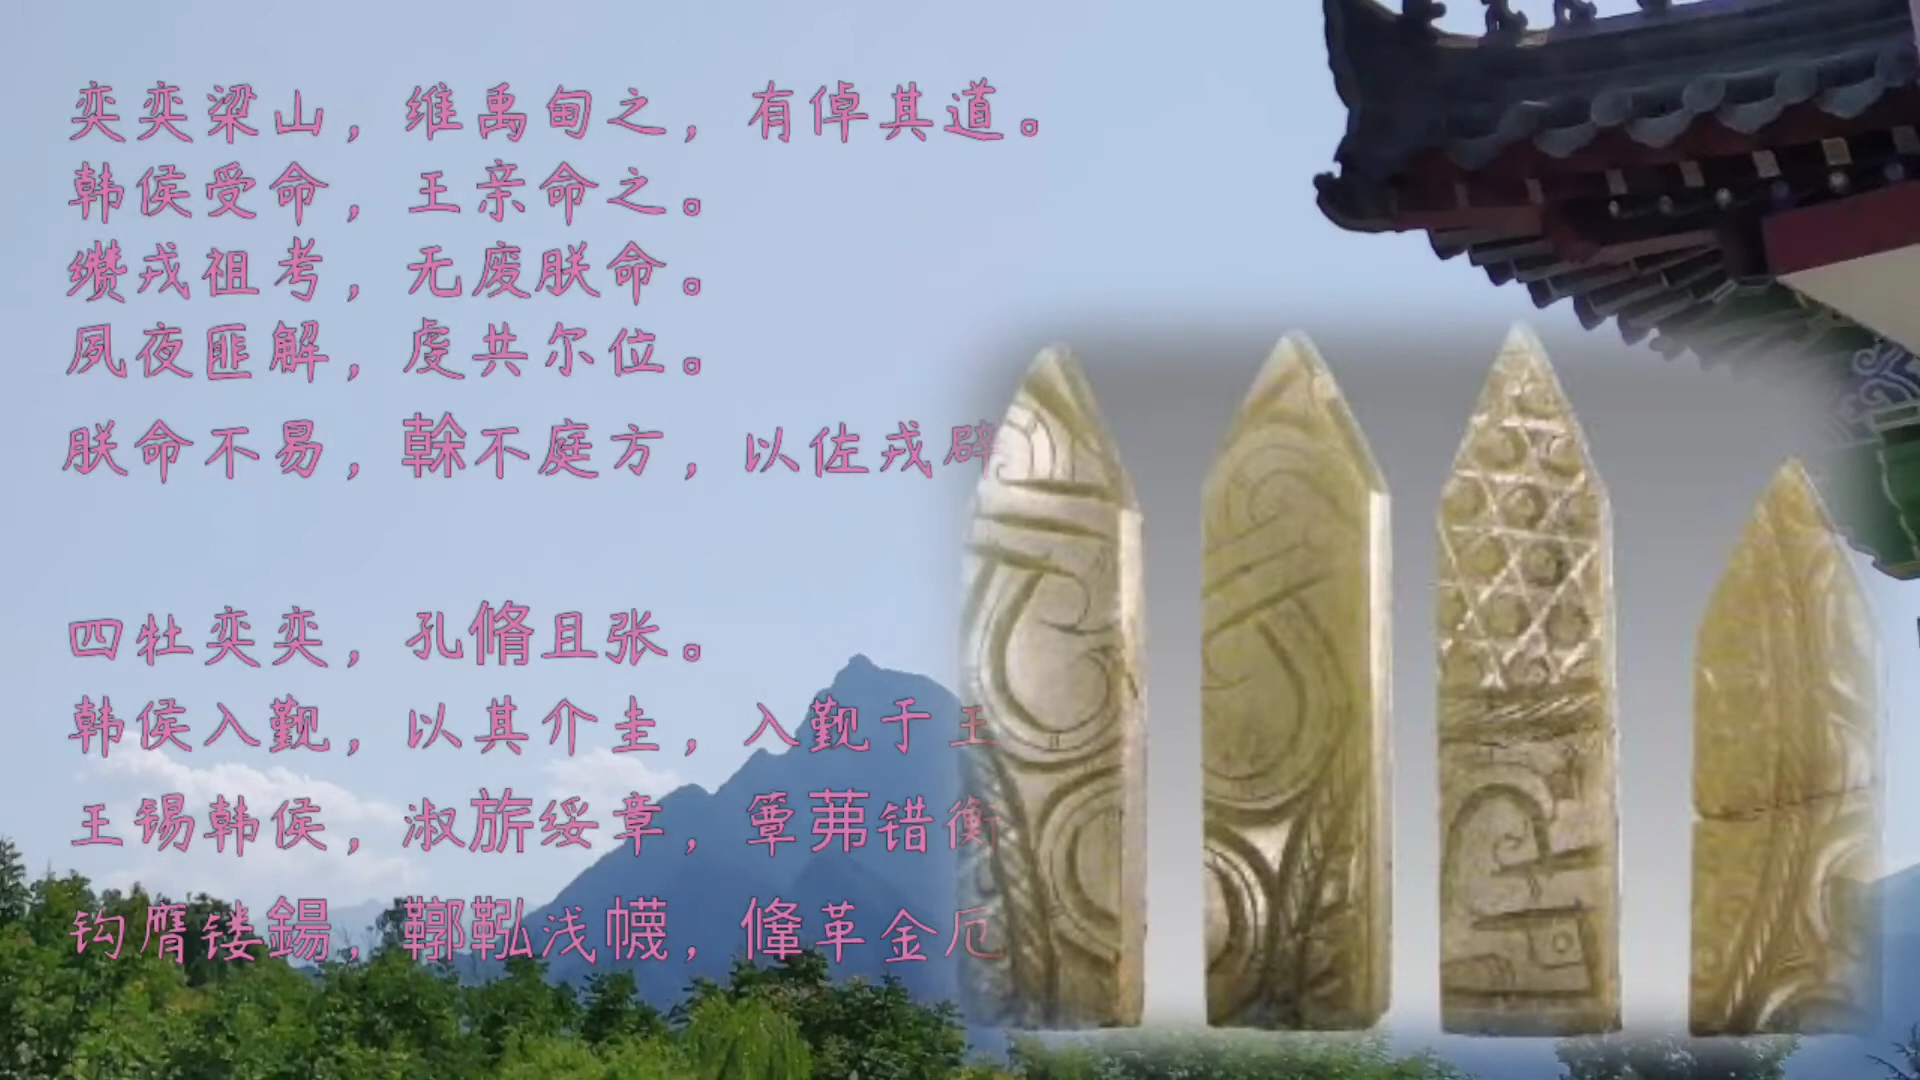 奕奕梁山，维禹甸之，有倬其道。
韩侯受命，王亲命之。
缵戎祖考，无废朕命。
夙夜匪解，虔共尔位。
朕命不易，榦不庭方，以佐戎辟
四牡奕奕，孔脩且张。
韩侯入觐，以其介圭，入觐于王
王锡韩侯，淑旂绥章，簟茀错衡
钩膺镂鍚，鞹鞃浅幭，鞗革金厄